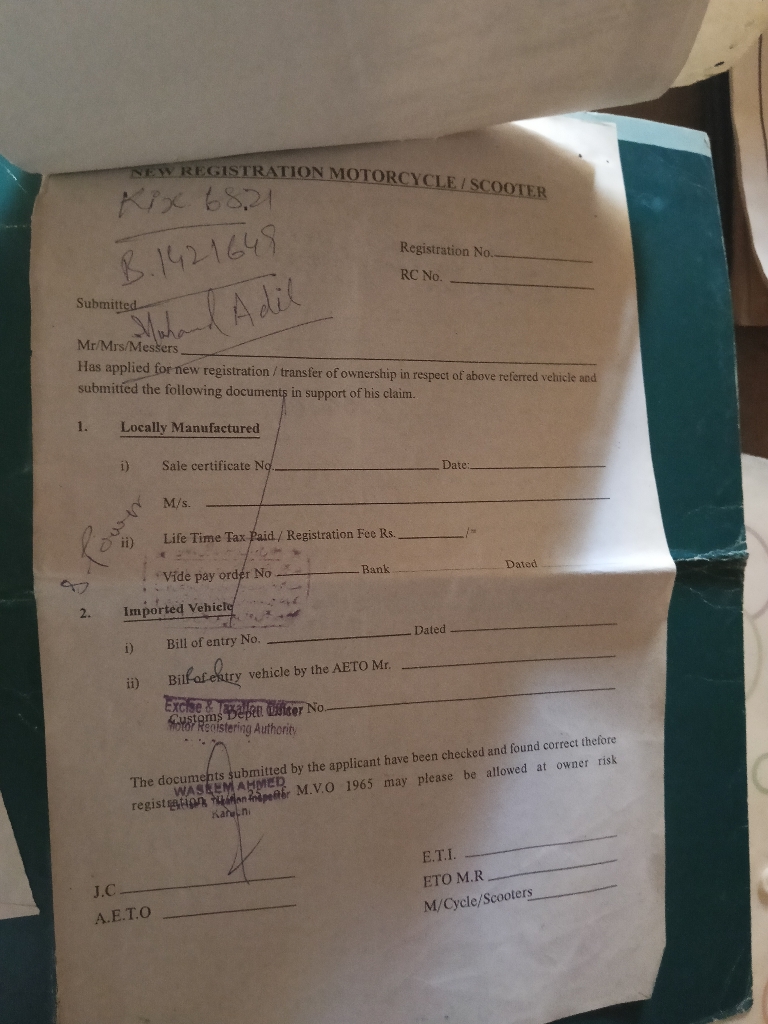 NEW REGISTRATION MOTORCYCLE / SCOOTER
6821
B.1421649
Registration No.
RC No.
Submitted
Adil
Mr/Mrs/Messers
Has applied for new registration / transfer of ownership in respect of above referred vehicle and
submitted the following documents in support of his claim.
1. Locally Manufactured
i) Sale certificate No. Date:
M/s.
ii) Life Time Tax Paid / Registration Fee Rs. /=
Vide pay order No Bank Dated
2. Imported Vehicle
i) Bill of entry No. Dated
ii) Bill of entry vehicle by the AETO Mr.
Excise & Taxation Officer
Customs Deptt. No.
Motor Registering Authority
The documents submitted by the applicant have been checked and found correct thefore
registration M.V.O 1965 may please be allowed at owner risk
WASEEM AHMED
Excise & Taxation Inspector
Karachi
J.C
A.E.T.O
E.T.I.
ETO M.R
M/Cycle/Scooters